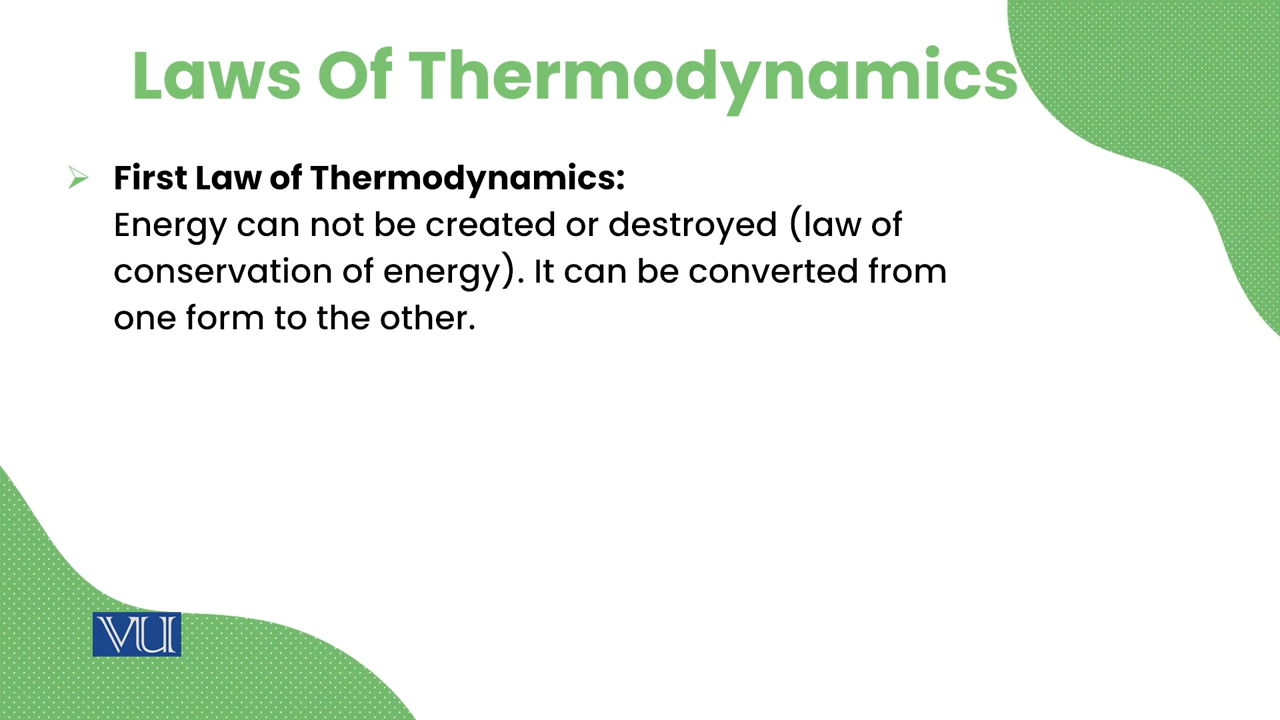 Laws Of Thermodynamics
First Law of Thermodynamics:
Energy can not be created or destroyed (law of
conservation of energy). It can be converted from
one form to the other.
VU